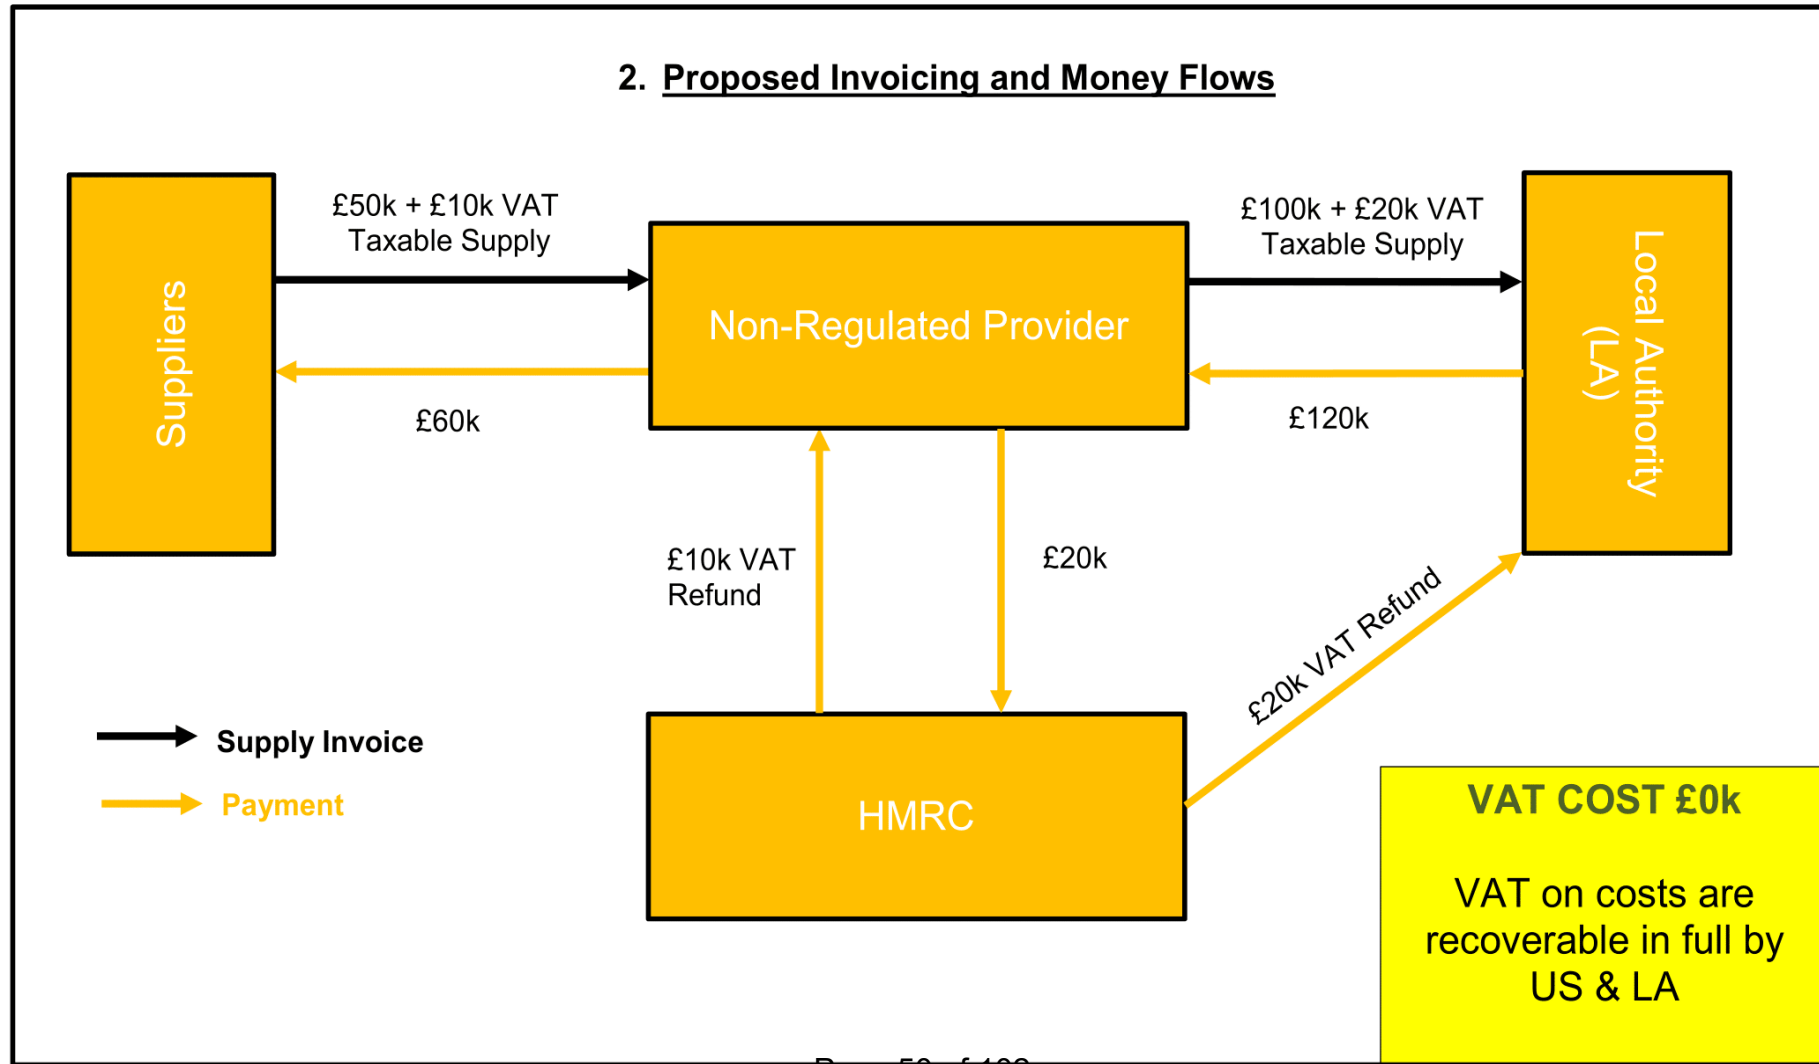 2. Proposed Invoicing and Money Flows
£50k + £10k VAT
Taxable Supply
£100k + £20k VAT
Taxable Supply
Suppliers
Non-Regulated Provider
Local Authority
(LA)
£60k
£120k
£10k VAT
Refund
£20k
£20k VAT Refund
Supply Invoice
Payment
HMRC
VAT COST £0k
VAT on costs are
recoverable in full by
US & LA